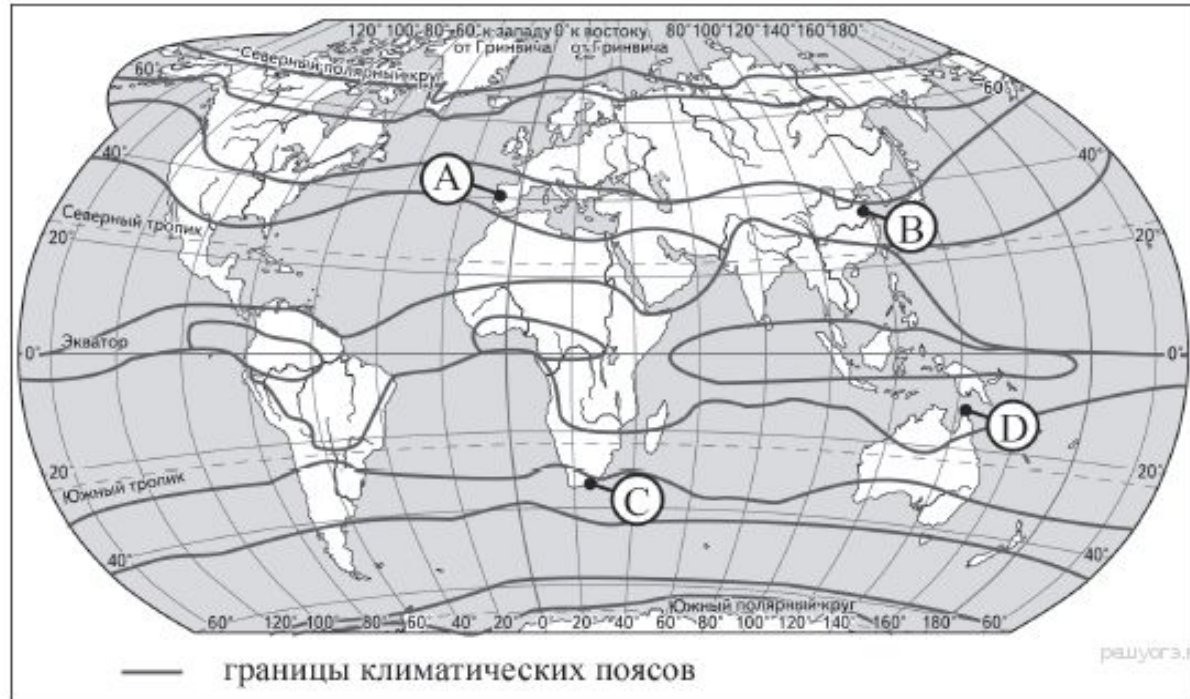 120° 100° 80° 60° к западу 0° к востоку 80° 100° 120° 140° 160° 180°
от Гринвича от Гринвича
Северный полярный круг
60° 60°
40° 40°
A
B
Северный тропик
20° 20°
Экватор
0° 0°
D
20° 20°
Южный тропик
C
40° 40°
Южный полярный круг
60° 120° 100° 80° 60° 40° 20° 0° 20° 40° 60° 80° 100° 120° 140° 160° 180° 60°
границы климатических поясов